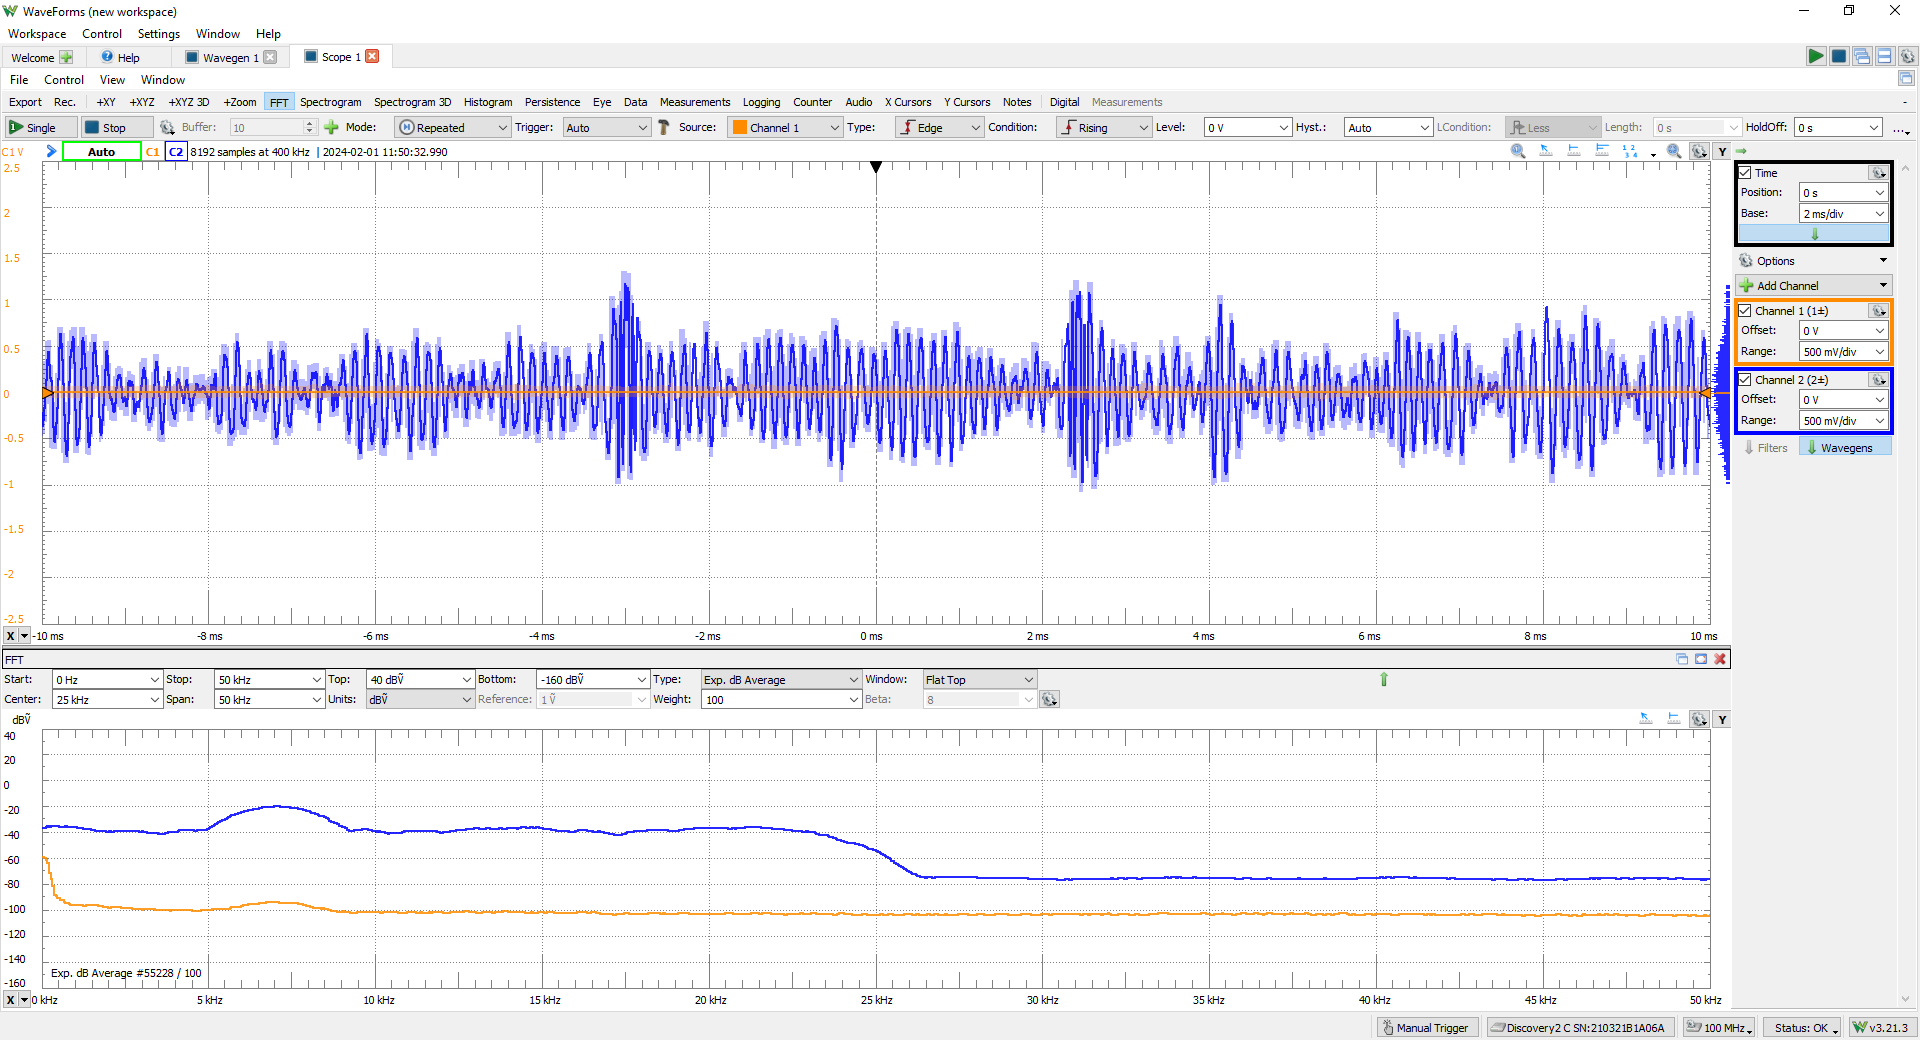 WaveForms (new workspace)
Workspace Control Settings Window Help
Welcome Help Wavegen 1 Scope 1
File Control View Window
Export Rec. +XY +XYZ +XYZ 3D +Zoom FFT Spectrogram Spectrogram 3D Histogram Persistence Eye Data Measurements Logging Counter Audio X Cursors Y Cursors Notes Digital Measurements -
Single Stop Buffer: 10 Mode: Repeated Trigger: Auto Source: Channel 1 Type: Edge Condition: Rising Level: 0 V Hyst.: Auto LCondition: Less Length: 0 s HoldOff: 0 s ...
C1 V Auto C1 C2 8192 samples at 400 kHz | 2024-02-01 11:50:32.990 1 2 3 4 Y
2.5
2
1.5
1
0.5
0
-0.5
-1
-1.5
-2
-2.5
X -10 ms -8 ms -6 ms -4 ms -2 ms 0 ms 2 ms 4 ms 6 ms 8 ms 10 ms
Time
Position: 0 s
Base: 2 ms/div
Options
Add Channel
Channel 1 (1±)
Offset: 0 V
Range: 500 mV/div
Channel 2 (2±)
Offset: 0 V
Range: 500 mV/div
Filters Wavegens
FFT
Start: 0 Hz Stop: 50 kHz Top: 40 dBṼ Bottom: -160 dBṼ Type: Exp. dB Average Window: Flat Top
Center: 25 kHz Span: 50 kHz Units: dBṼ Reference: 1 Ṽ Weight: 100 Beta: 8
dBṼ Y
40
20
0
-20
-40
-60
-80
-100
-120
-140
-160
Exp. dB Average #55228 / 100
X 0 kHz 5 kHz 10 kHz 15 kHz 20 kHz 25 kHz 30 kHz 35 kHz 40 kHz 45 kHz 50 kHz
Manual Trigger Discovery2 C SN:210321B1A06A 100 MHz Status: OK v3.21.3